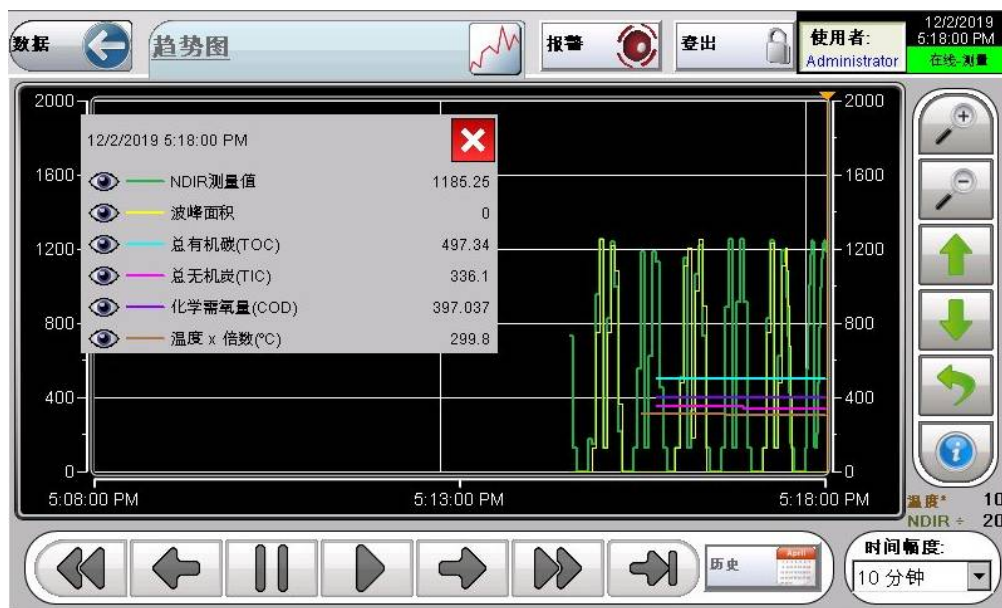 数据
趋势图
报警
登出
使用者:
Administrator
12/2/2019
5:18:00 PM
在线-测量
2000
1600
1200
800
400
0
12/2/2019 5:18:00 PM
NDIR测量值 1185.25
波峰面积 0
总有机碳(TOC) 497.34
总无机炭(TIC) 336.1
化学需氧量(COD) 397.037
温度 x 倍数(°C) 299.8
2000
1600
1200
800
400
0
5:08:00 PM 5:13:00 PM 5:18:00 PM
温度* 10
NDIR ÷ 20
历史
April
时间幅度:
10 分钟